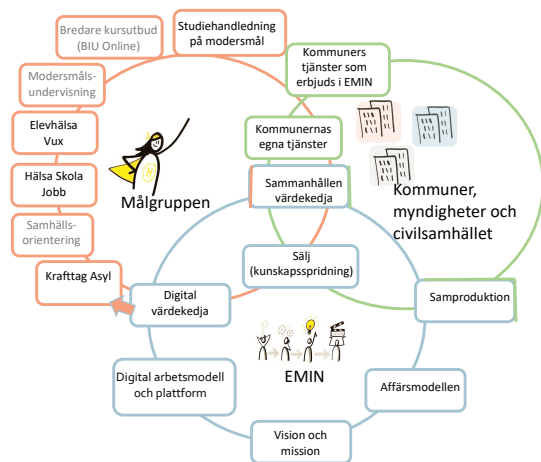 Bredare kursutbud
(BIU Online)
Studiehandledning
på modersmål
Kommuners
tjänster som
erbjuds i EMIN
Modersmåls-
undervisning
Elevhälsa
Vux
Kommunernas
egna tjänster
Hälsa Skola
Jobb
Målgruppen
H
Sammanhållen
värdekedja
Kommuner,
myndigheter och
civilsamhället
Samhälls-
orientering
Krafttag Asyl
Sälj
(kunskapsspridning)
Digital
värdekedja
Samproduktion
EMIN
Digital arbetsmodell
och plattform
Affärsmodellen
Vision och
mission